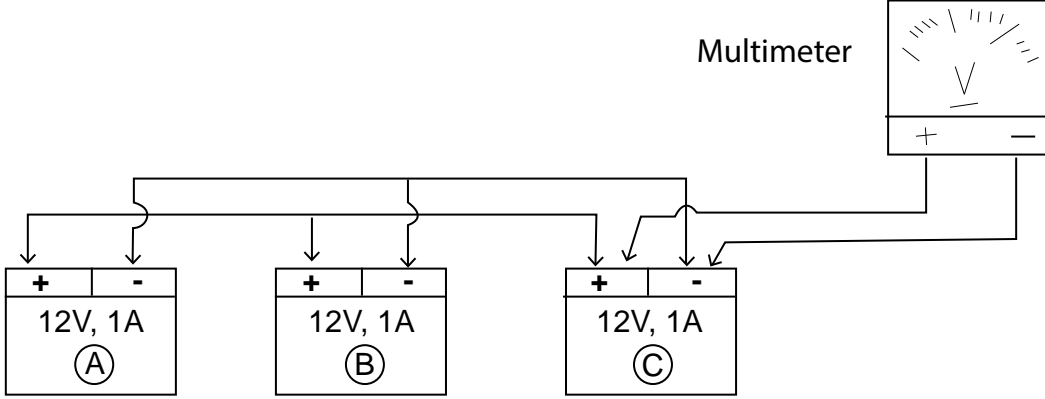 Multimeter
V
+ −
+ -
12V, 1A
A
+ -
12V, 1A
B
+ -
12V, 1A
C